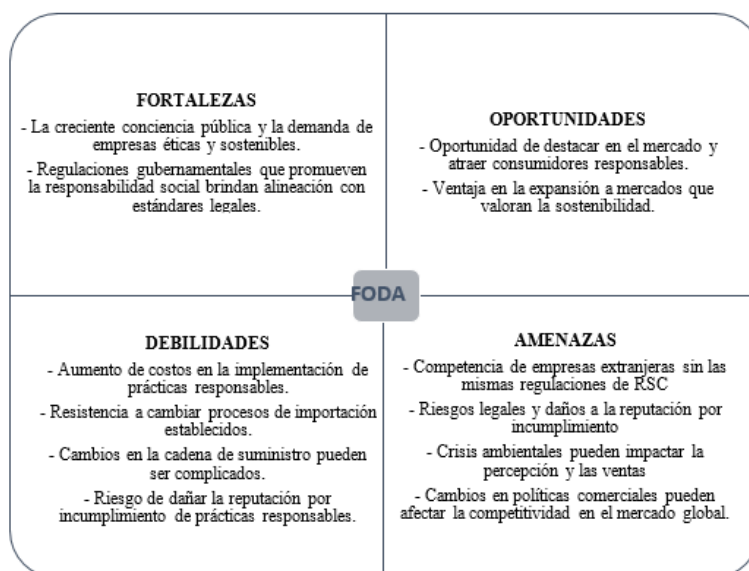 FORTALEZAS
- La creciente conciencia pública y la demanda de
empresas éticas y sostenibles.
- Regulaciones gubernamentales que promueven
la responsabilidad social brindan alineación con
estándares legales.
OPORTUNIDADES
- Oportunidad de destacar en el mercado y
atraer consumidores responsables.
- Ventaja en la expansión a mercados que
valoran la sostenibilidad.
FODA
DEBILIDADES
- Aumento de costos en la implementación de
prácticas responsables.
- Resistencia a cambiar procesos de importación
establecidos.
- Cambios en la cadena de suministro pueden
ser complicados.
- Riesgo de dañar la reputación por
incumplimiento de prácticas responsables.
AMENAZAS
- Competencia de empresas extranjeras sin las
mismas regulaciones de RSC
- Riesgos legales y daños a la reputación por
incumplimiento
- Crisis ambientales pueden impactar la
percepción y las ventas
- Cambios en políticas comerciales pueden
afectar la competitividad en el mercado global.